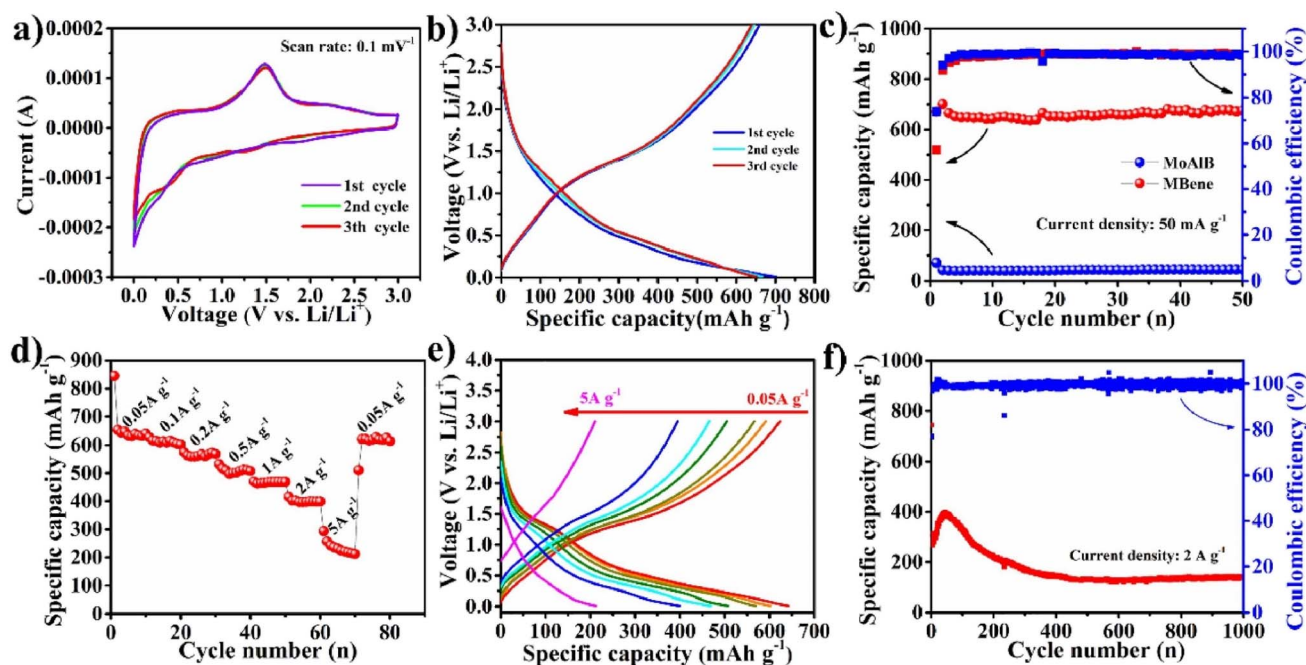 a)
0.0002
0.0001
0.0000
-0.0001
-0.0002
-0.0003
Current (A)
Scan rate: 0.1 mV⁻¹
1st cycle
2nd cycle
3th cycle
0.0 0.5 1.0 1.5 2.0 2.5 3.0
Voltage (V vs. Li/Li⁺)
b)
3.0
2.5
2.0
1.5
1.0
0.5
0.0
Voltage (Vvs. Li/Li⁺)
1st cycle
2nd cycle
3rd cycle
0 100 200 300 400 500 600 700 800
Specific capacity(mAh g⁻¹)
c)
1000
900
800
700
600
500
400
300
200
100
0
Specific capacity (mAh g⁻¹)
MoAlB
MBene
Current density: 50 mA g⁻¹
100
80
60
40
20
0
Coulombic efficiency (%)
0 10 20 30 40 50
Cycle number (n)
d)
900
800
700
600
500
400
300
200
100
0
Specific capacity (mAh g⁻¹)
0.05A g⁻¹
0.1A g⁻¹
0.2A g⁻¹
0.5A g⁻¹
1A g⁻¹
2A g⁻¹
5A g⁻¹
0.05A g⁻¹
0 20 40 60 80
Cycle number (n)
e)
4.0
3.5
3.0
2.5
2.0
1.5
1.0
0.5
0.0
Voltage (V vs. Li/Li⁺)
5A g⁻¹ 0.05A g⁻¹
0 100 200 300 400 500 600 700 800
Specific capacity (mAh g⁻¹)
f)
1000
800
600
400
200
0
Specific capacity (mAh g⁻¹)
Current density: 2 A g⁻¹
100
80
60
40
20
0
Coulombic efficiency (%)
0 200 400 600 800 1000
Cycle number (n)